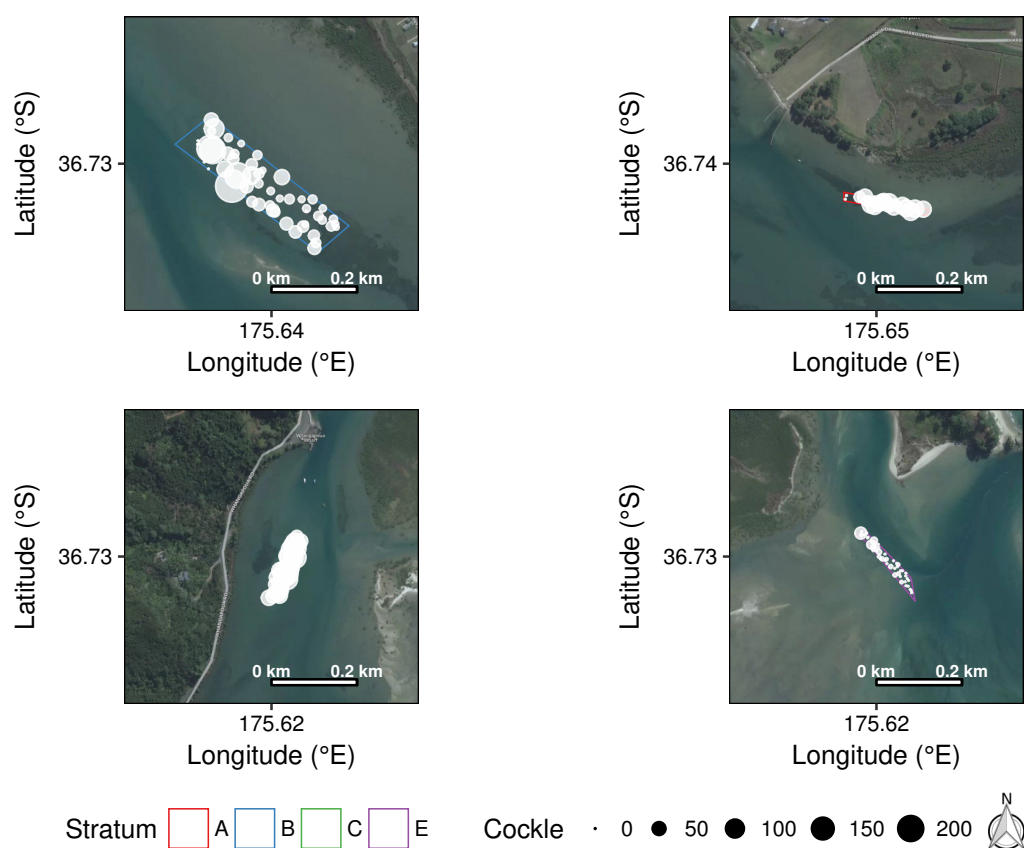 Latitude (°S)
36.73
0 km 0.2 km
175.64
Longitude (°E)
Latitude (°S)
36.74
0 km 0.2 km
175.65
Longitude (°E)
Latitude (°S)
36.73
0 km 0.2 km
175.62
Longitude (°E)
Latitude (°S)
36.73
0 km 0.2 km
175.62
Longitude (°E)
Stratum A B C E Cockle 0 50 100 150 200
N